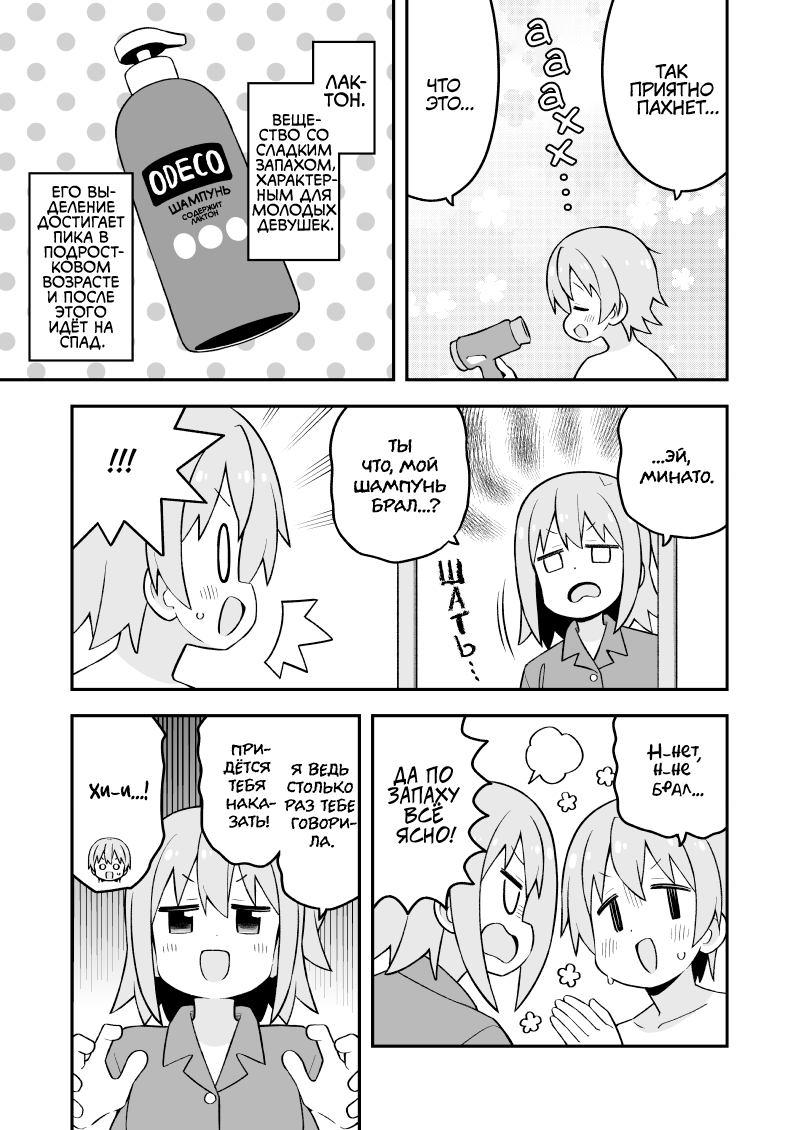 ТАК
ПРИЯТНО
ПАХНЕТ...
ааахх...
ЧТО
ЭТО...
ЛАК-
ТОН.
ВЕЩЕ-
СТВО СО
СЛАДКИМ
ЗАПАХОМ,
ХАРАКТЕР-
НЫМ ДЛЯ
МОЛОДЫХ
ДЕВУШЕК.
ODECO
ШАМПУНЬ
СОДЕРЖИТ
ЛАКТОН
ЕГО ВЫ-
ДЕЛЕНИЕ
ДОСТИГАЕТ
ПИКА В
ПОДРОСТ-
КОВОМ
ВОЗРАСТЕ
И ПОСЛЕ
ЭТОГО
ИДЁТ НА
СПАД.
...ЭЙ,
МИНАТО.
ТЫ
ЧТО, МОЙ
ШАМПУНЬ
БРАЛ...?
ШАТЬ...
!!!
Н-НЕТ,
Н-НЕ
БРАЛ...
ДА ПО
ЗАПАХУ
ВСЁ
ЯСНО!
Я ВЕДЬ
СТОЛЬКО
РАЗ ТЕБЕ
ГОВОРИ-
ЛА.
ПРИ-
ДЁТСЯ
ТЕБЯ
НАКА-
ЗАТЬ!
ХИ-И...!